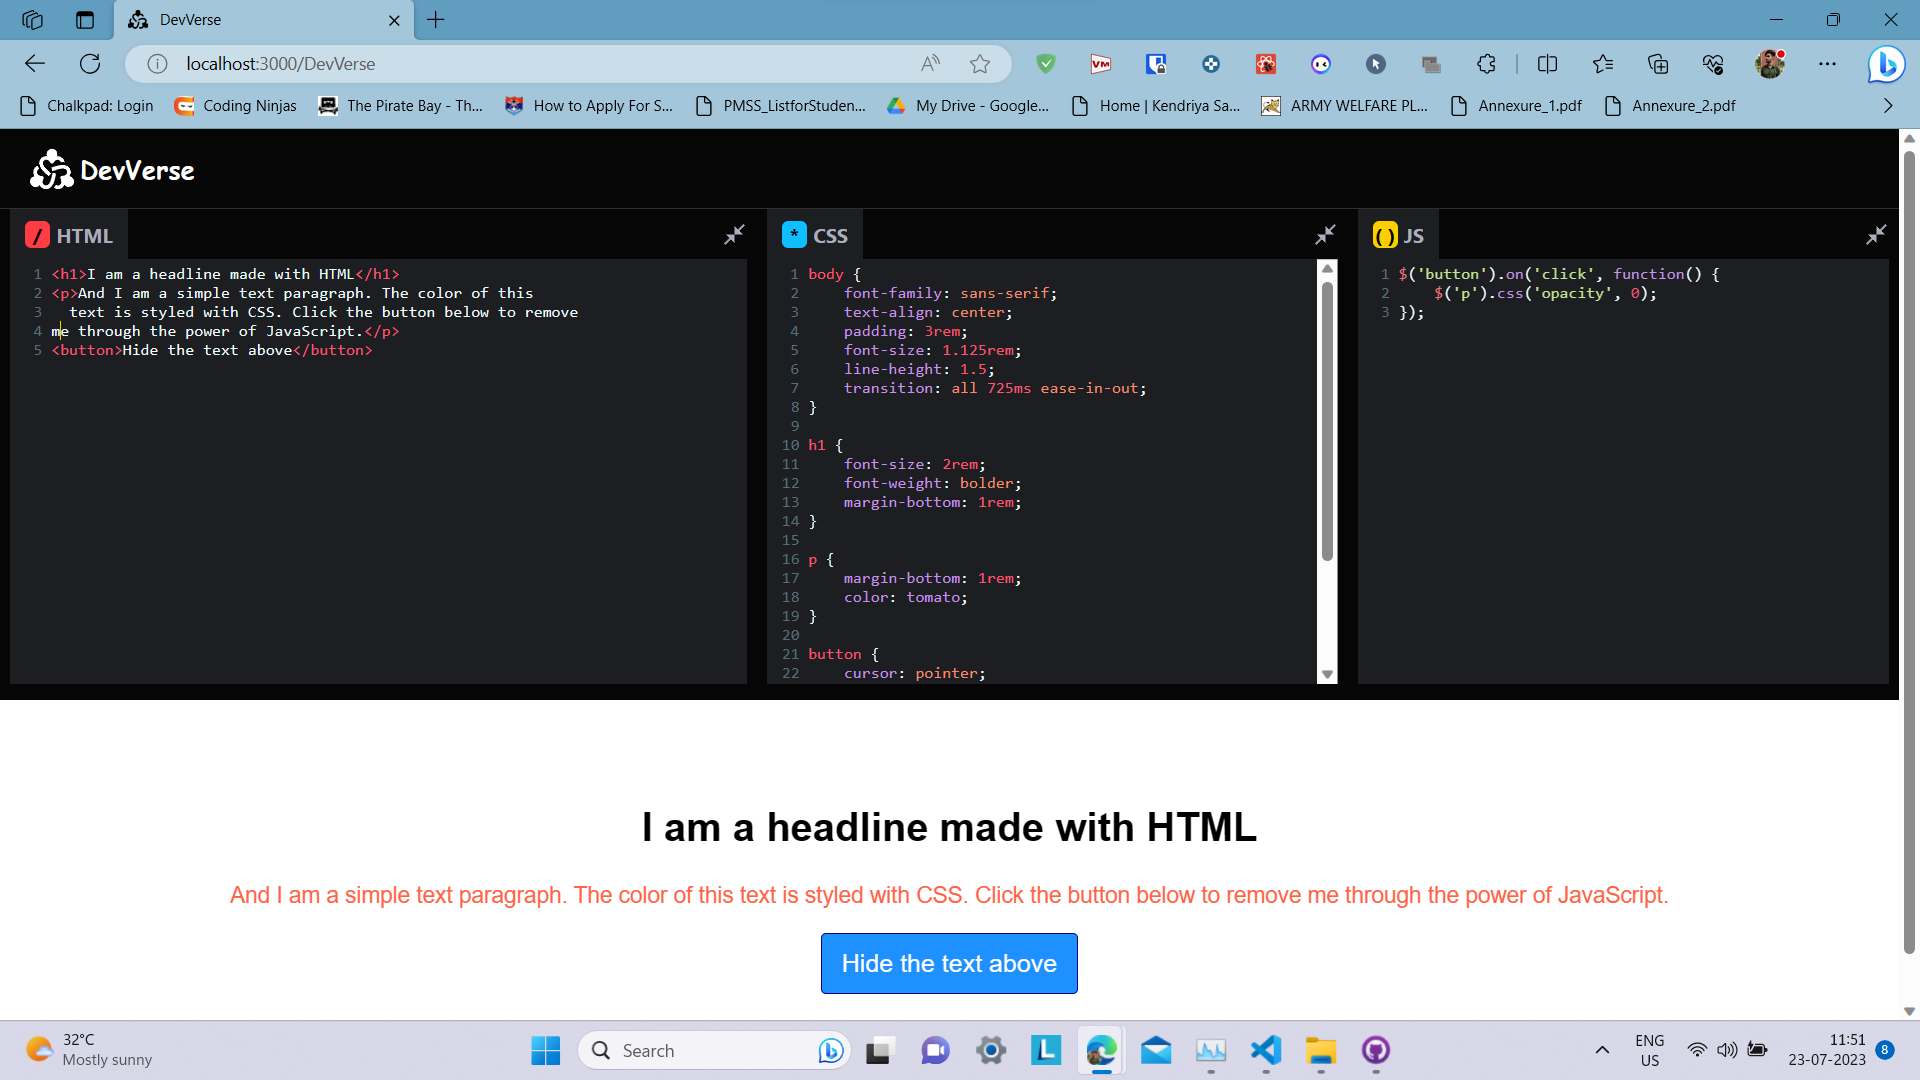 DevVerse
localhost:3000/DevVerse
VM
Chalkpad: Login
Coding Ninjas
The Pirate Bay - Th...
How to Apply For S...
PMSS_ListforStuden...
My Drive - Google...
Home | Kendriya Sa...
ARMY WELFARE PL...
Annexure_1.pdf
Annexure_2.pdf
DevVerse
/ HTML
1 <h1>I am a headline made with HTML</h1>
2 <p>And I am a simple text paragraph. The color of this
3   text is styled with CSS. Click the button below to remove
4 me through the power of JavaScript.</p>
5 <button>Hide the text above</button>
* CSS
1 body {
2     font-family: sans-serif;
3     text-align: center;
4     padding: 3rem;
5     font-size: 1.125rem;
6     line-height: 1.5;
7     transition: all 725ms ease-in-out;
8 }
9
10 h1 {
11     font-size: 2rem;
12     font-weight: bolder;
13     margin-bottom: 1rem;
14 }
15
16 p {
17     margin-bottom: 1rem;
18     color: tomato;
19 }
20
21 button {
22     cursor: pointer;
( ) JS
1 $('button').on('click', function() {
2     $('p').css('opacity', 0);
3 });
I am a headline made with HTML
And I am a simple text paragraph. The color of this text is styled with CSS. Click the button below to remove me through the power of JavaScript.
Hide the text above
32°C
Mostly sunny
Search
L
ENG
US
11:51
23-07-2023
8